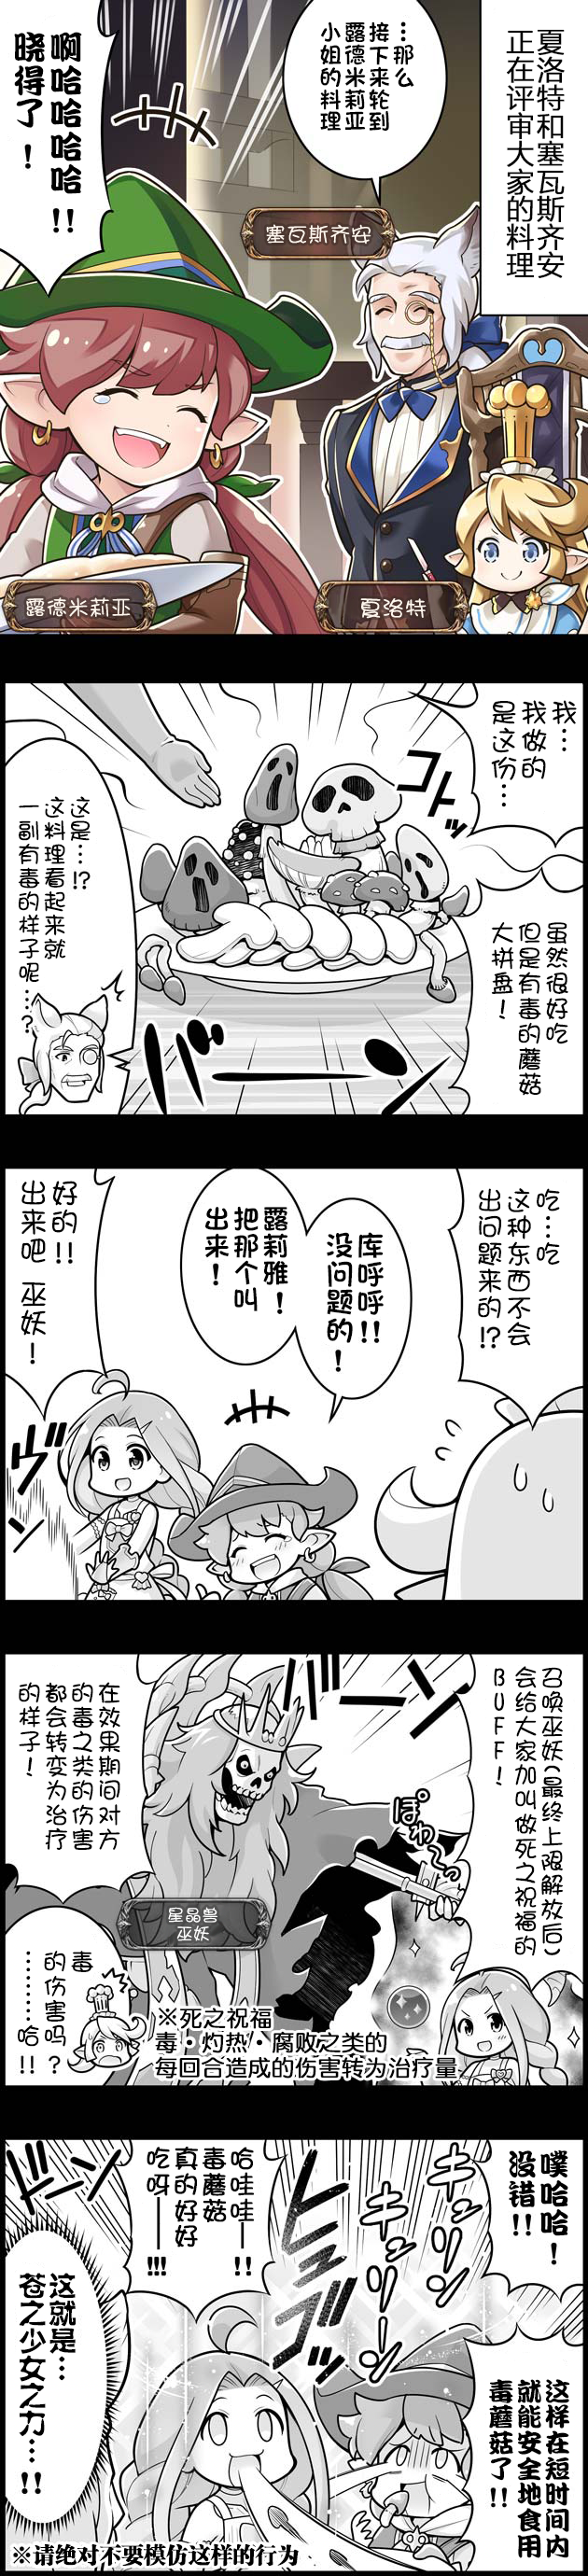 夏洛特和塞瓦斯齐安
正在评审大家的料理
…那么
接下来轮到
露德米莉亚
小姐的料理
啊哈哈哈哈!!
晓得了！
塞瓦斯齐安
露德米莉亚
夏洛特
我…
我做的
是这份…
コトッ
虽然很好吃
但是有毒的蘑菇
大拼盘！
这是…!?
这料理看起来就
一副有毒的样子呢…?
バーン
吃…吃
这种东西不会
出问题来的!?
库呼呼!!
没问题的！
露莉雅！
把那个叫
出来！
好的!!
出来吧 巫妖！
ヴン
召唤巫妖(最终上限解放后)
会给大家加叫做死之祝福的
BUFF！
ぽわ〜っ
在效果期间对方
的毒之类的伤害
都会转变为治疗
的样子！
星晶兽
巫妖
毒
的伤害吗?
………哈!!
※死之祝福
毒·灼热·腐败之类的
每回合造成的伤害转为治疗量
噗哈哈！
没错!!
这样在短时间内
就能安全地食用
毒蘑菇了!!
キュリーン
キュリーン
ズズズッ
哈哇哇—!!
毒蘑菇
真的好好
吃呀—!!!
ドーン
这就是…
苍之少女之力…!!
※请绝对不要模仿这样的行为